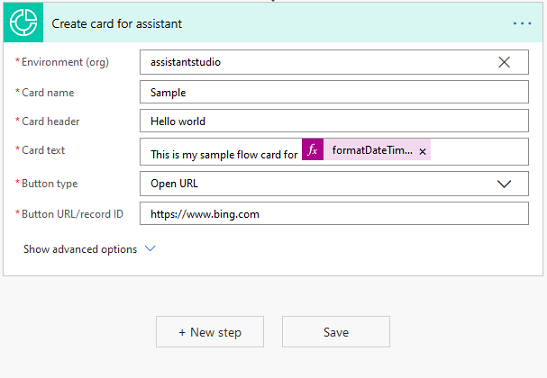 Create card for assistant
* Environment (org) assistantstudio
* Card name Sample
* Card header Hello world
* Card text This is my sample flow card for fx formatDateTim... x
* Button type Open URL
* Button URL/record ID https://www.bing.com
Show advanced options
+ New step Save